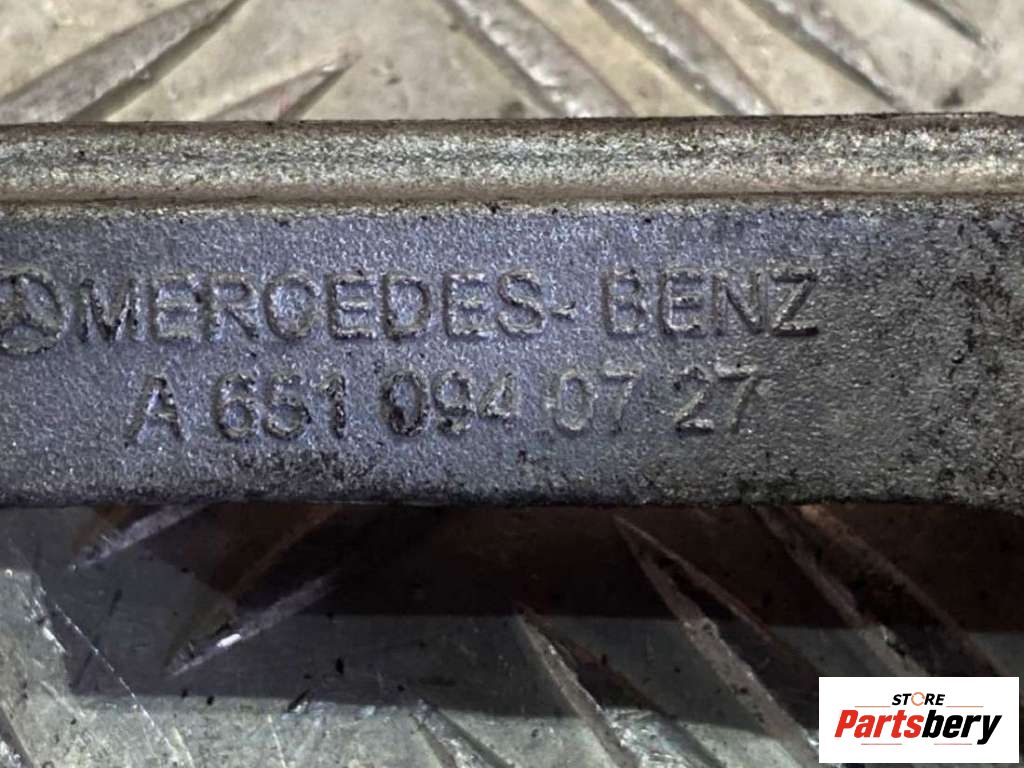 MERCEDES-BENZ
A 651 094 07 27
STORE
Partsbery